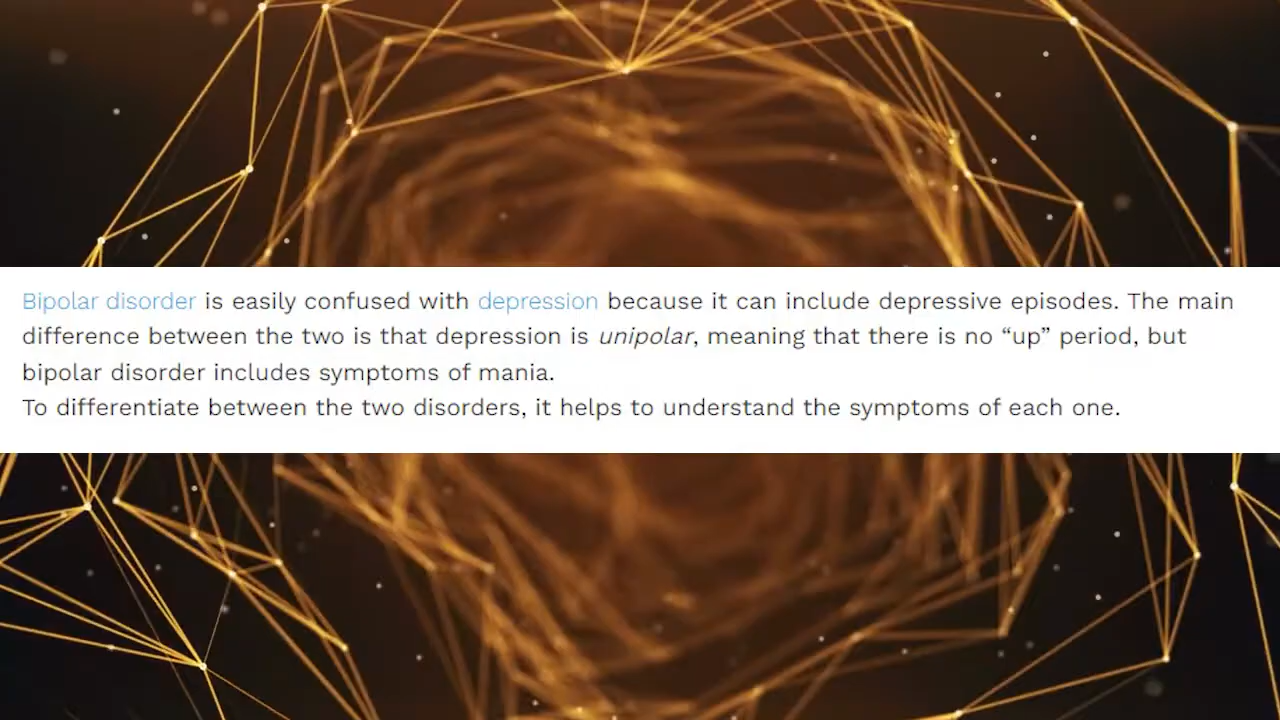 Bipolar disorder is easily confused with depression because it can include depressive episodes. The main
difference between the two is that depression is unipolar, meaning that there is no “up” period, but
bipolar disorder includes symptoms of mania.
To differentiate between the two disorders, it helps to understand the symptoms of each one.